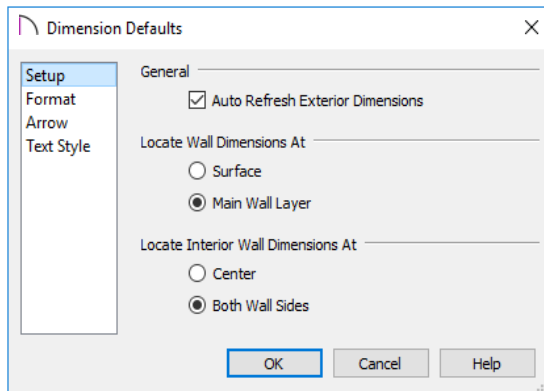 Dimension Defaults
Setup
Format
Arrow
Text Style
General
Auto Refresh Exterior Dimensions
Locate Wall Dimensions At
Surface
Main Wall Layer
Locate Interior Wall Dimensions At
Center
Both Wall Sides
OK
Cancel
Help